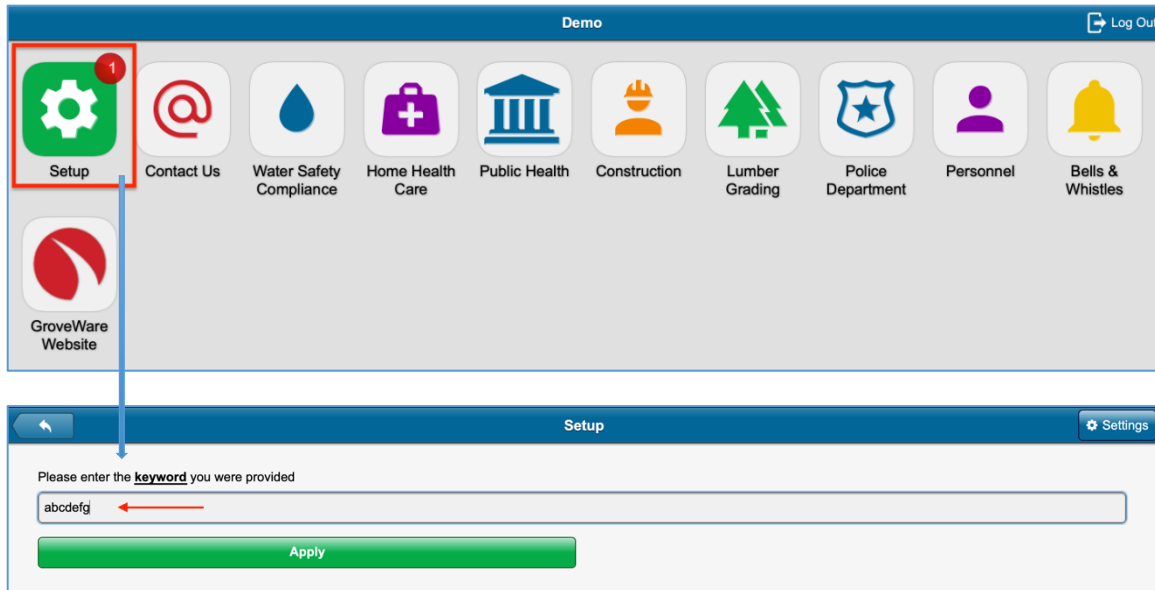 Demo
Log Out
1
Setup
Contact Us
Water Safety
Compliance
Home Health
Care
Public Health
Construction
Lumber
Grading
Police
Department
Personnel
Bells &
Whistles
GroveWare
Website
Setup
Settings
Please enter the keyword you were provided
abcdefg
Apply